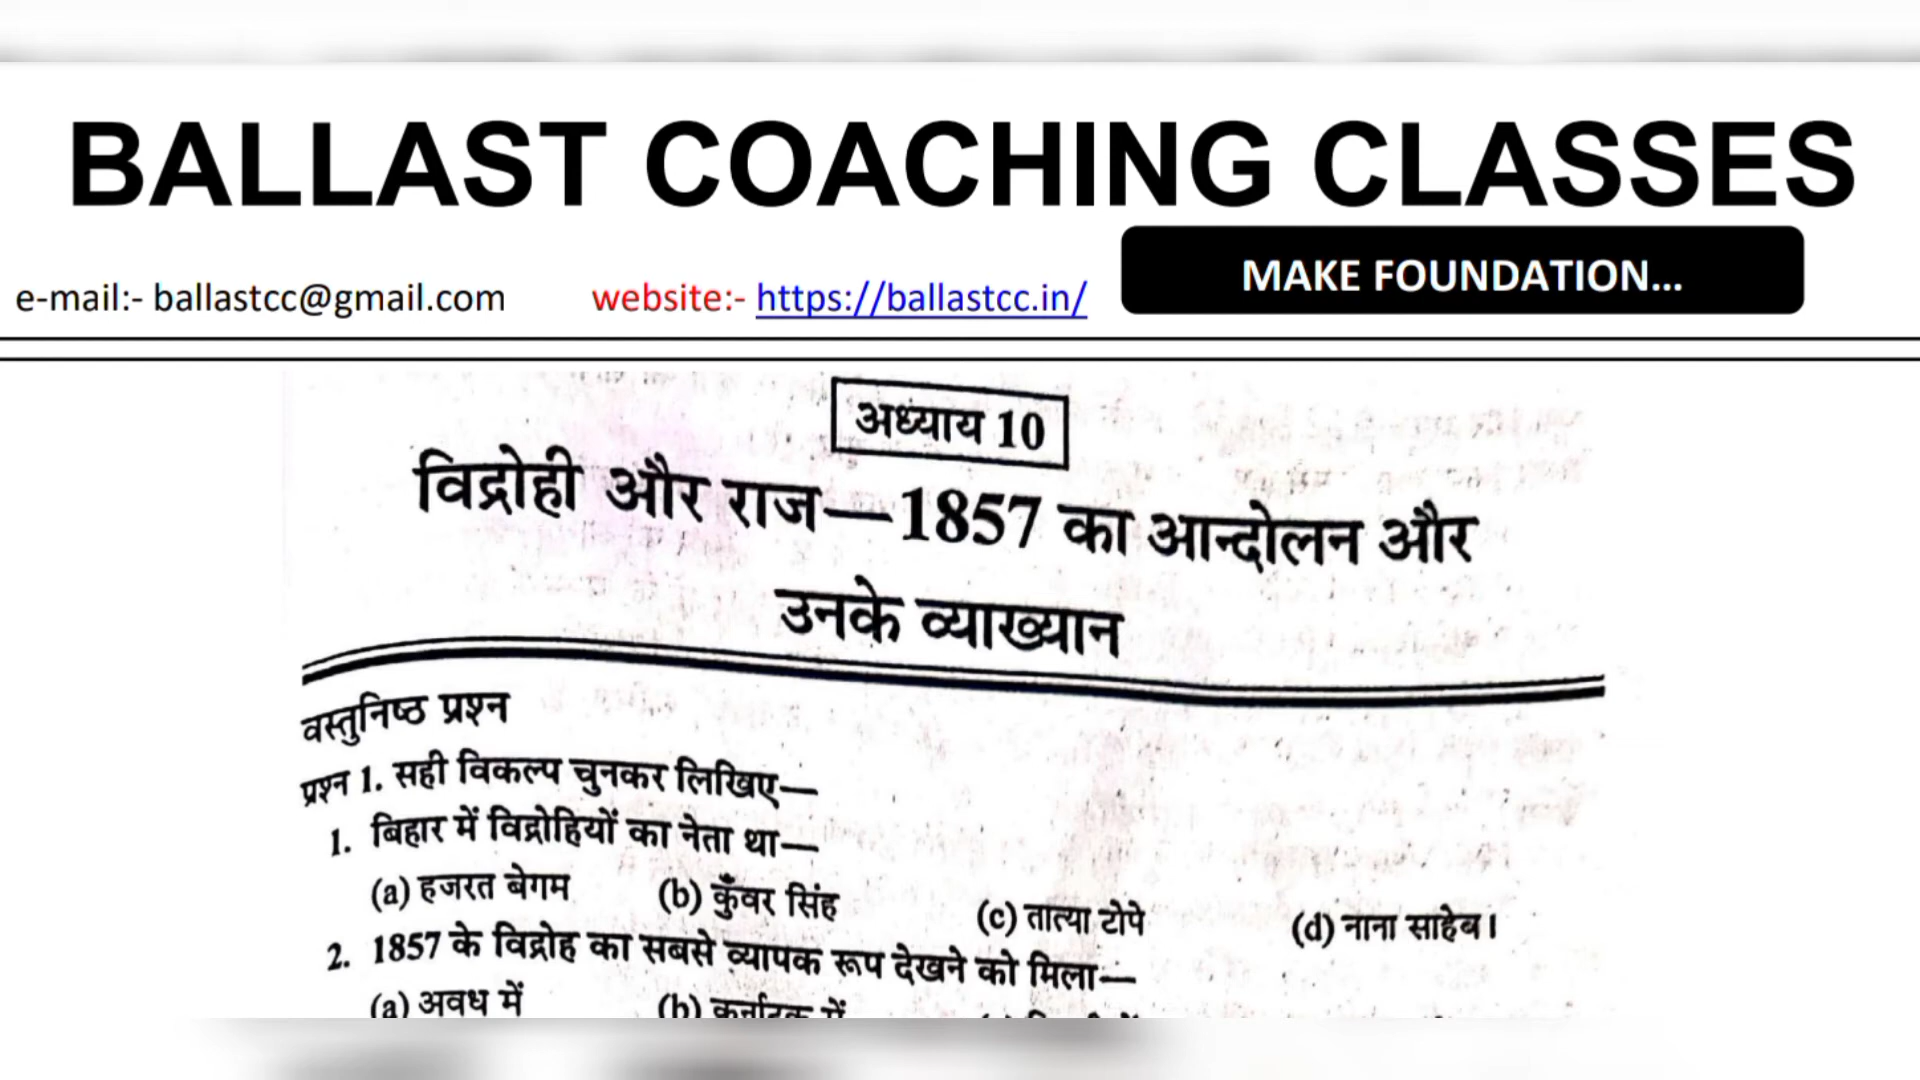 BALLAST COACHING CLASSES
MAKE FOUNDATION...
e-mail:- ballastcc@gmail.com website:- https://ballastcc.in/
अध्याय 10
विद्रोही और राज—1857 का आन्दोलन और
उनके व्याख्यान
वस्तुनिष्ठ प्रश्न
प्रश्न 1. सही विकल्प चुनकर लिखिए—
1. बिहार में विद्रोहियों का नेता था—
(a) हजरत बेगम (b) कुँवर सिंह (c) तात्या टोपे (d) नाना साहेब।
2. 1857 के विद्रोह का सबसे व्यापक रूप देखने को मिला—
(a) अवध में (b) कर्नाटक में